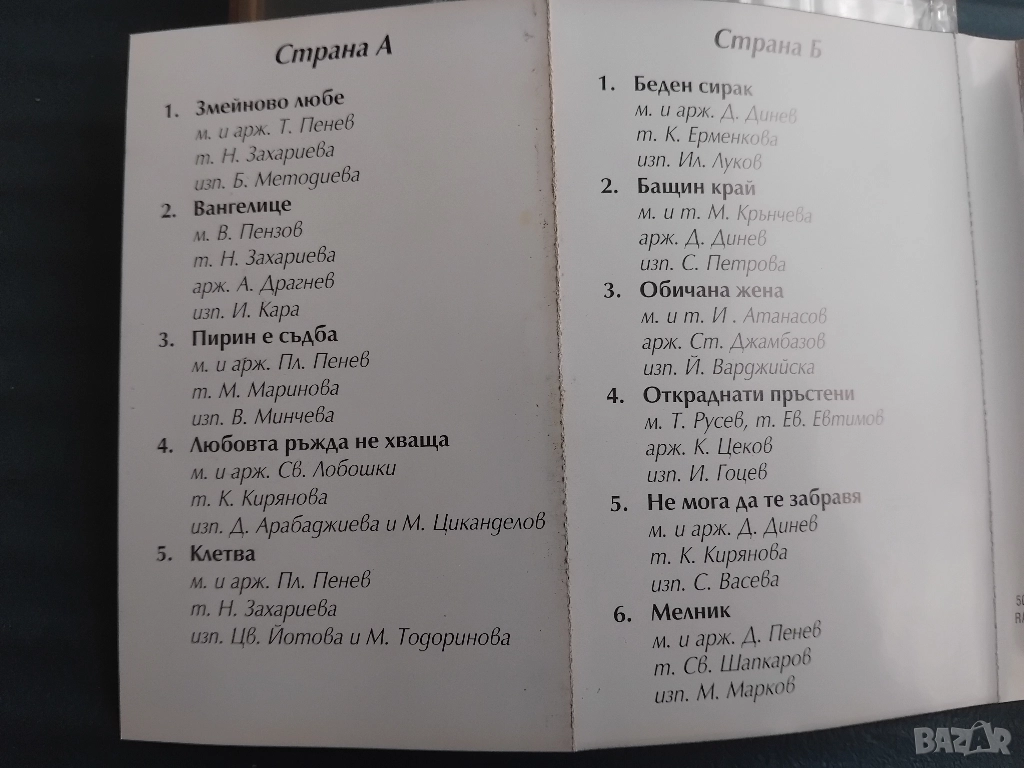 Страна А
1. Змейново любе
м. и арж. Т. Пенев
т. Н. Захариева
изп. Б. Методиева
2. Вангелице
м. В. Пензов
т. Н. Захариева
арж. А. Драгнев
изп. И. Кара
3. Пирин е съдба
м. и арж. Пл. Пенев
т. М. Маринова
изп. В. Минчева
4. Любовта ръжда не хваща
м. и арж. Св. Лобошки
т. К. Кирянова
изп. Д. Арабаджиева и М. Циканделов
5. Клетва
м. и арж. Пл. Пенев
т. Н. Захариева
изп. Цв. Йотова и М. Тодоринова
Страна Б
1. Беден сирак
м. и арж. Д. Динев
т. К. Ерменкова
изп. Ил. Луков
2. Бащин край
м. и т. М. Крънчева
арж. Д. Динев
изп. С. Петрова
3. Обичана жена
м. и т. И . Атанасов
арж. Ст. Джамбазов
изп. Й. Варджийска
4. Откраднати пръстени
м. Т. Русев, т. Ев. Евтимов
арж. К. Цеков
изп. И. Гоцев
5. Не мога да те забравя
м. и арж. Д. Динев
т. К. Кирянова
изп. С. Васева
6. Мелник
м. и арж. Д. Пенев
т. Св. Шапкаров
изп. М. Марков
BAZAR